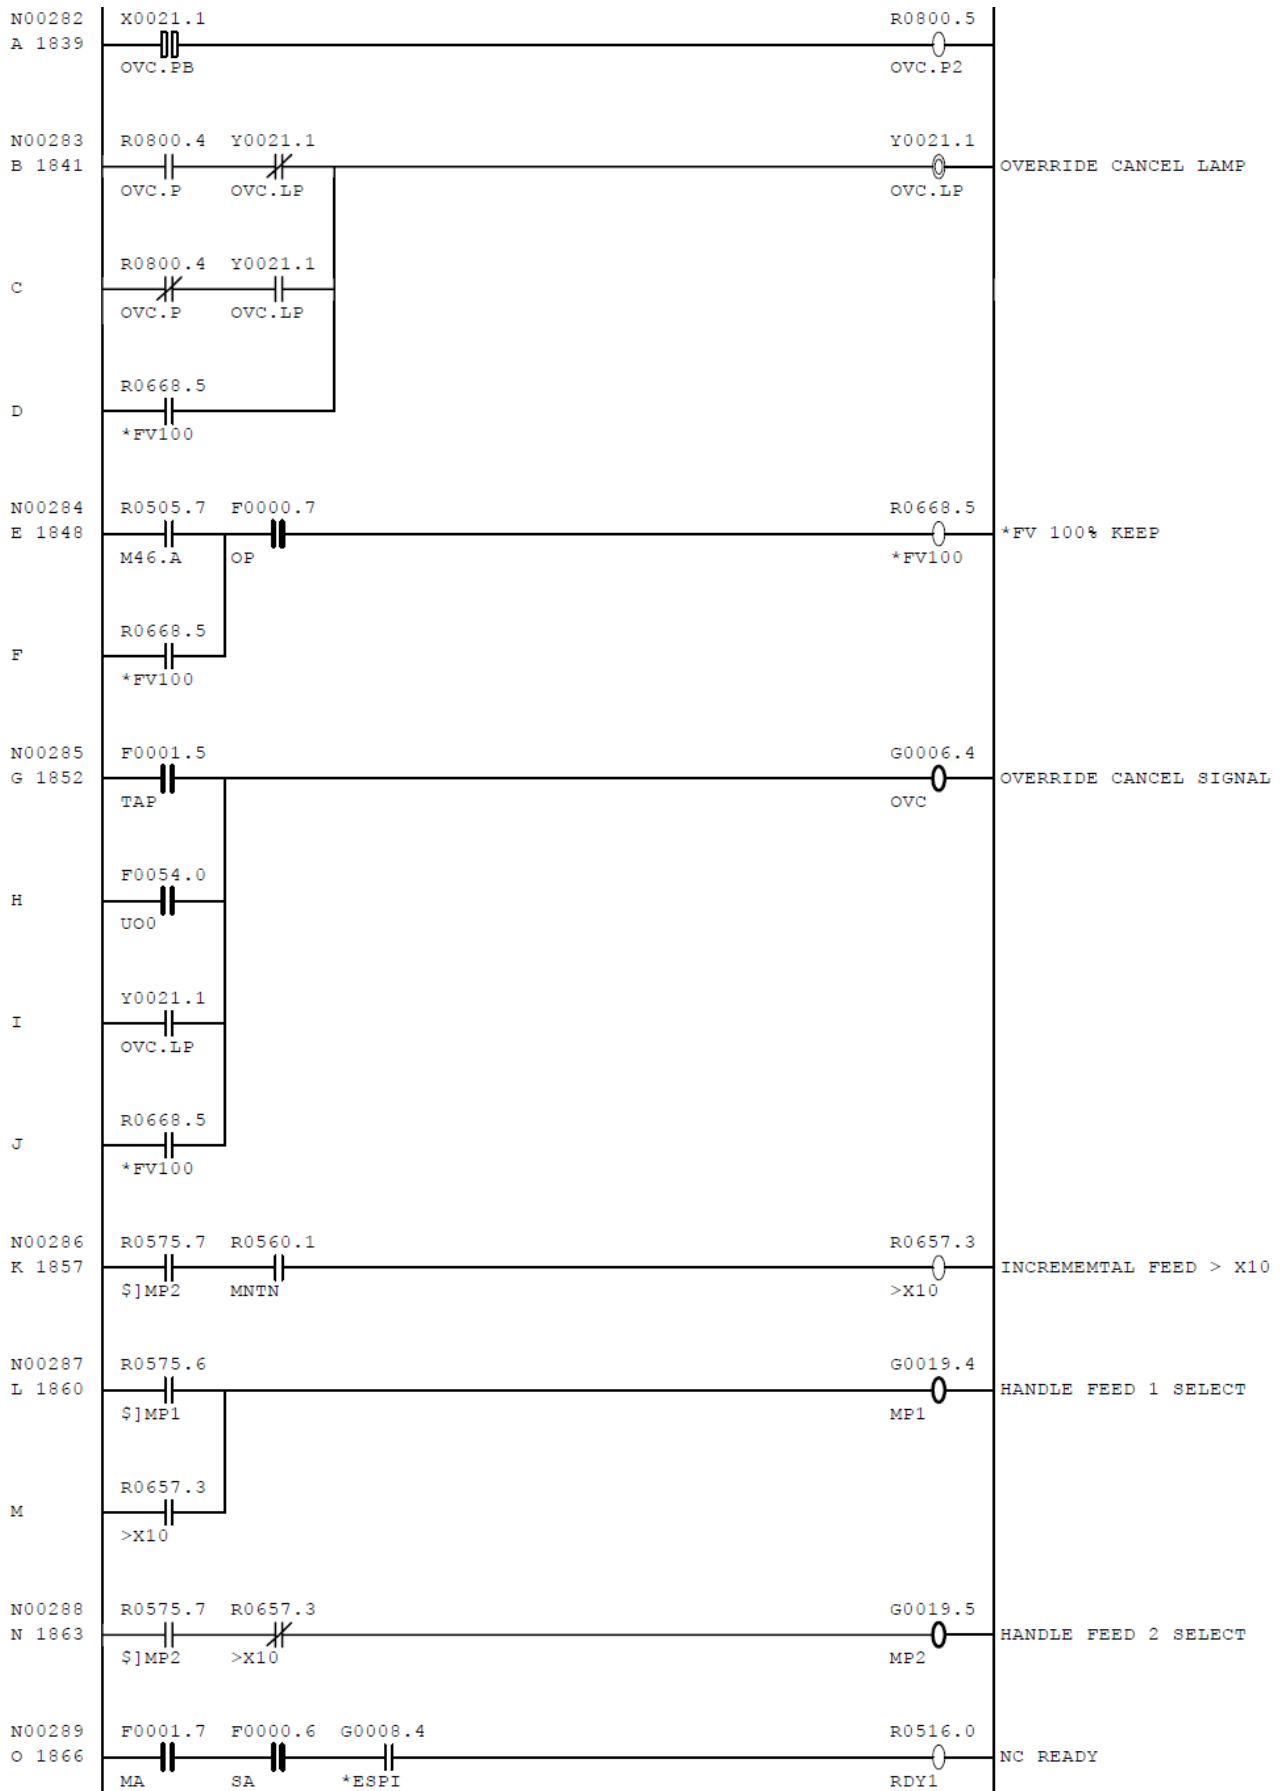 N00282 X0021.1 R0800.5
A 1839
OVC.PB OVC.P2
N00283 R0800.4 Y0021.1 Y0021.1
B 1841 OVERRIDE CANCEL LAMP
OVC.P OVC.LP OVC.LP
R0800.4 Y0021.1
C
OVC.P OVC.LP
R0668.5
D
*FV100
N00284 R0505.7 F0000.7 R0668.5
E 1848 *FV 100% KEEP
M46.A OP *FV100
R0668.5
F
*FV100
N00285 F0001.5 G0006.4
G 1852 OVERRIDE CANCEL SIGNAL
TAP OVC
F0054.0
H
UO0
Y0021.1
I
OVC.LP
R0668.5
J
*FV100
N00286 R0575.7 R0560.1 R0657.3
K 1857 INCREMEMTAL FEED > X10
$]MP2 MNTN >X10
N00287 R0575.6 G0019.4
L 1860 HANDLE FEED 1 SELECT
$]MP1 MP1
R0657.3
M
>X10
N00288 R0575.7 R0657.3 G0019.5
N 1863 HANDLE FEED 2 SELECT
$]MP2 >X10 MP2
N00289 F0001.7 F0000.6 G0008.4 R0516.0
O 1866 NC READY
MA SA *ESPI RDY1